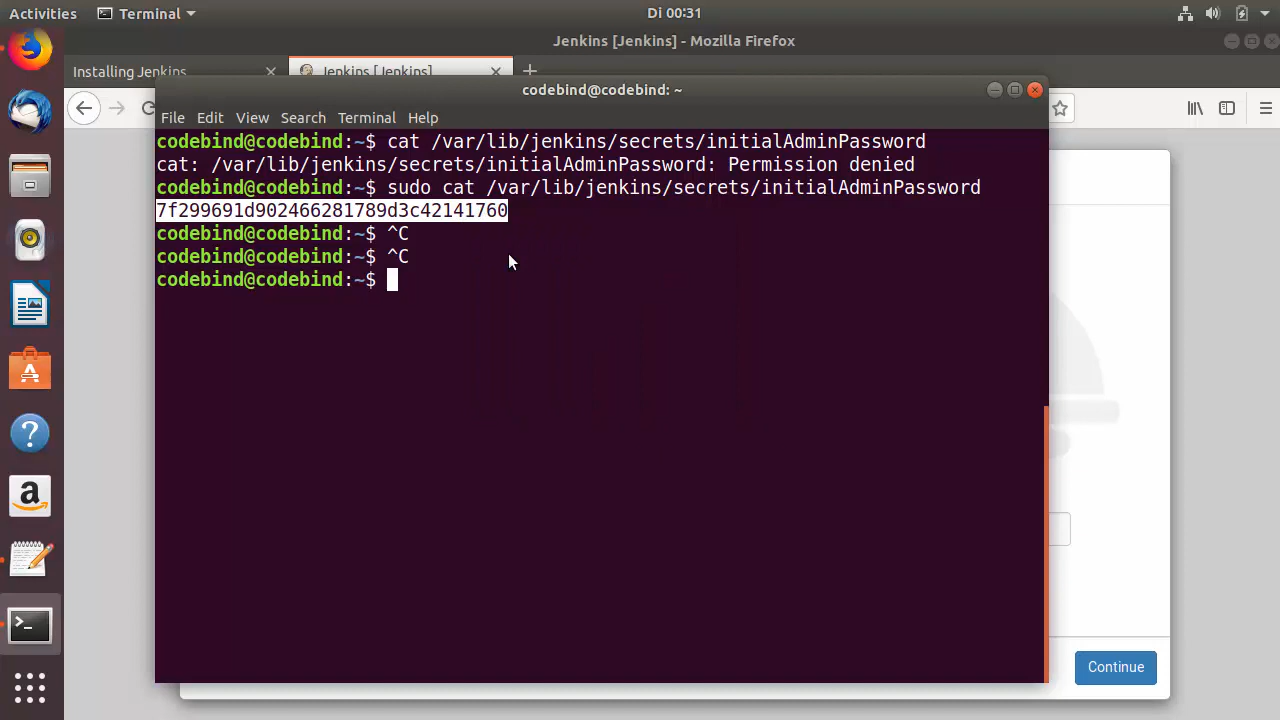 Activities Terminal Di 00:31
Jenkins [Jenkins] - Mozilla Firefox
Installing Jenkins Jenkins [Jenkins]
codebind@codebind: ~
File Edit View Search Terminal Help
codebind@codebind:~$ cat /var/lib/jenkins/secrets/initialAdminPassword
cat: /var/lib/jenkins/secrets/initialAdminPassword: Permission denied
codebind@codebind:~$ sudo cat /var/lib/jenkins/secrets/initialAdminPassword
7f299691d902466281789d3c42141760
codebind@codebind:~$ ^C
codebind@codebind:~$ ^C
codebind@codebind:~$
Continue